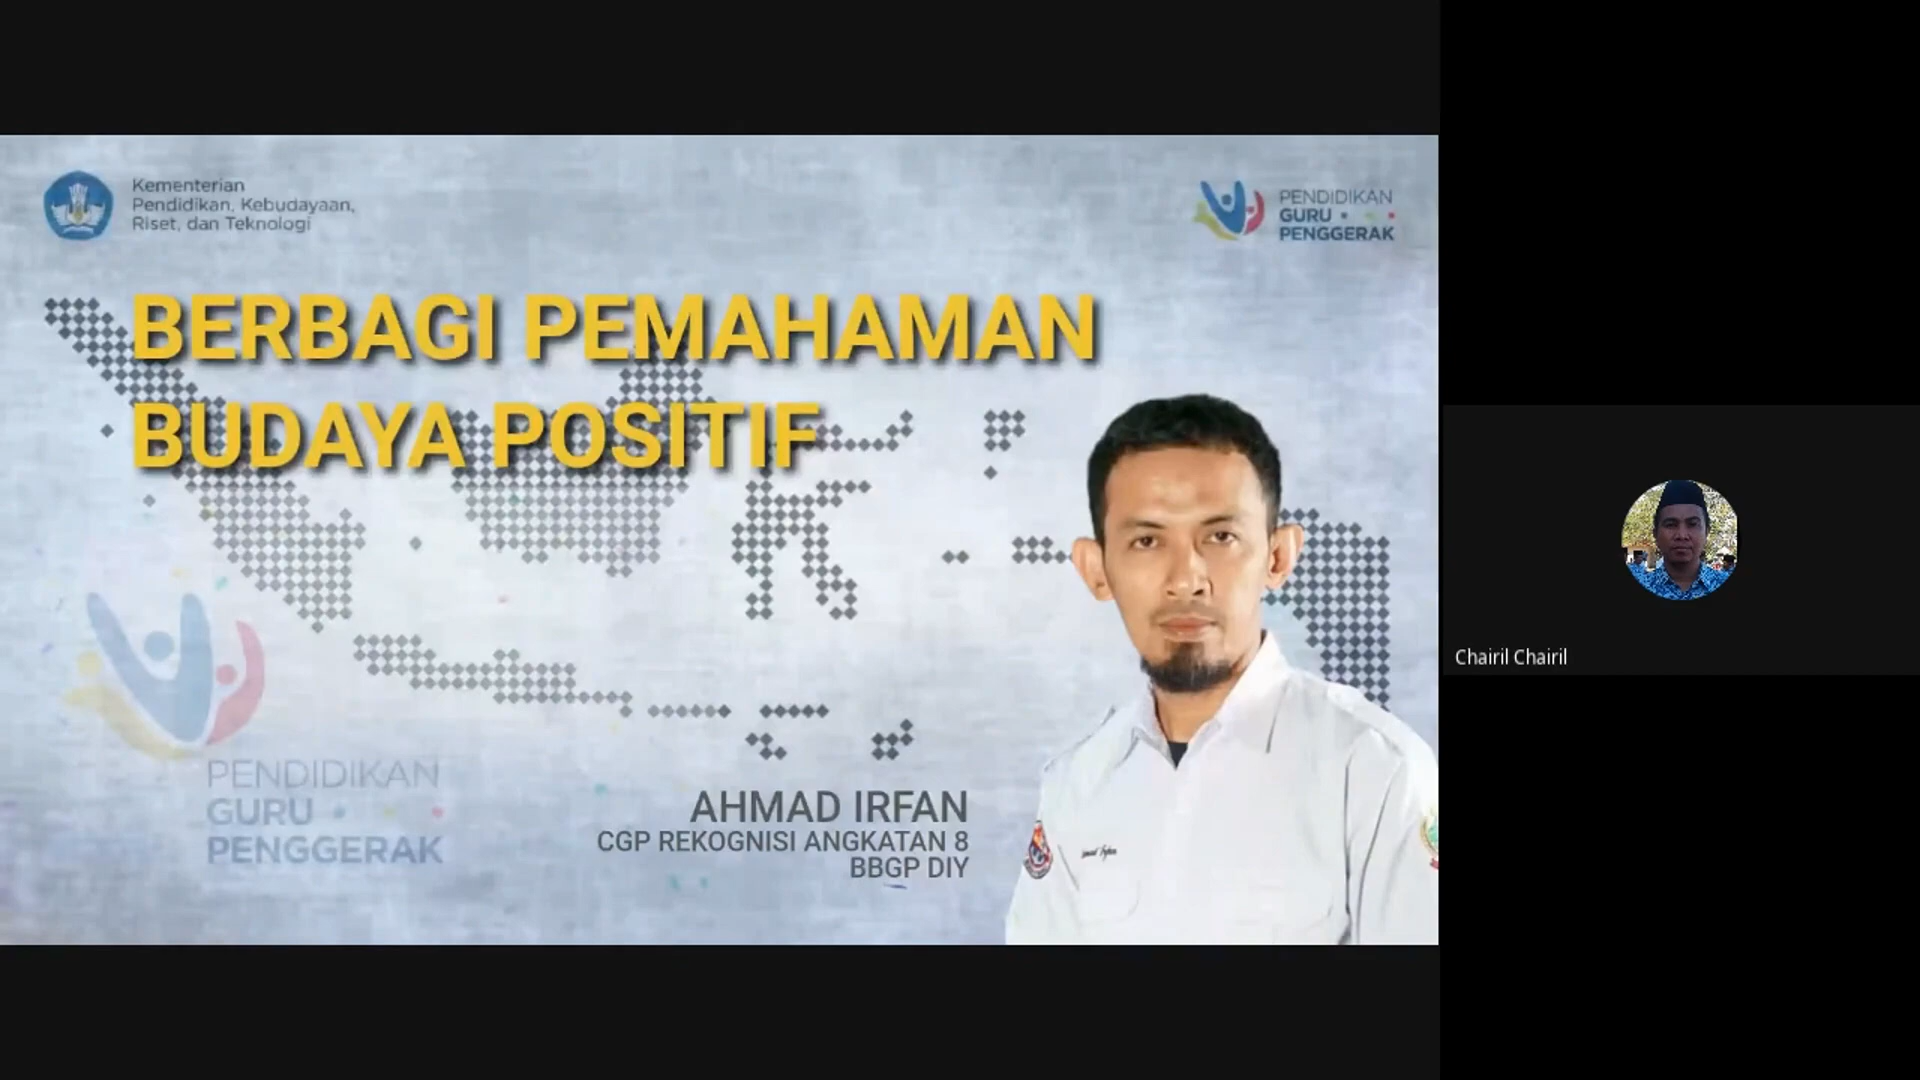 Kementerian
Pendidikan, Kebudayaan,
Riset, dan Teknologi
PENDIDIKAN
GURU
PENGGERAK
BERBAGI PEMAHAMAN
BUDAYA POSITIF
PENDIDIKAN
GURU
PENGGERAK
AHMAD IRFAN
CGP REKOGNISI ANGKATAN 8
BBGP DIY
Chairil Chairil